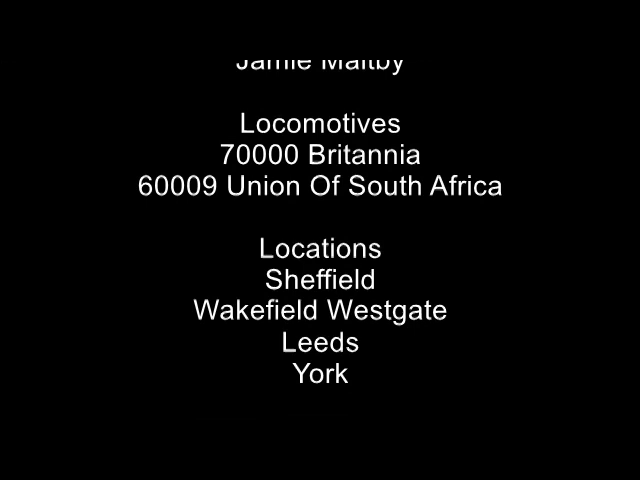 Jamie Maltby
Locomotives
70000 Britannia
60009 Union Of South Africa
Locations
Sheffield
Wakefield Westgate
Leeds
York